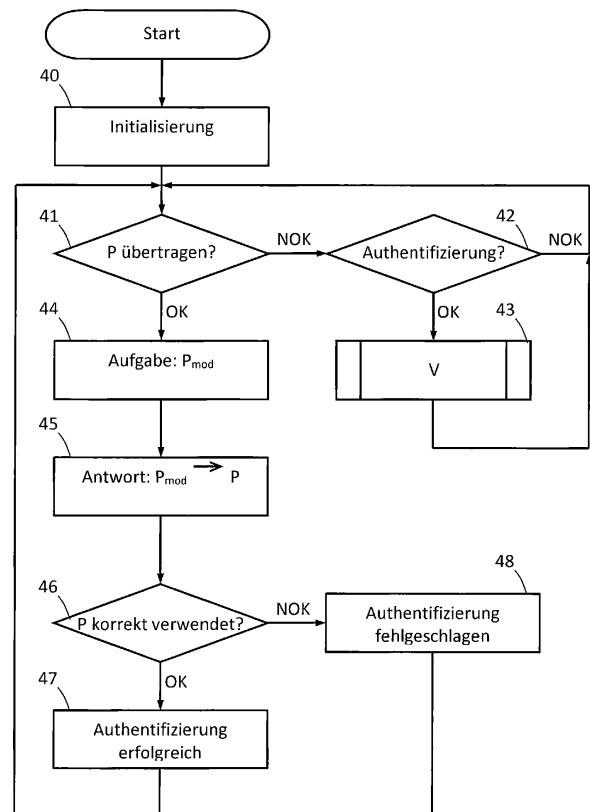 Start
40
Initialisierung
41
P übertragen?
NOK
42
Authentifizierung?
NOK
OK
OK
44
Aufgabe: Pmod
43
V
45
Antwort: Pmod → P
46
P korrekt verwendet?
NOK
48
Authentifizierung
fehlgeschlagen
OK
47
Authentifizierung
erfolgreich